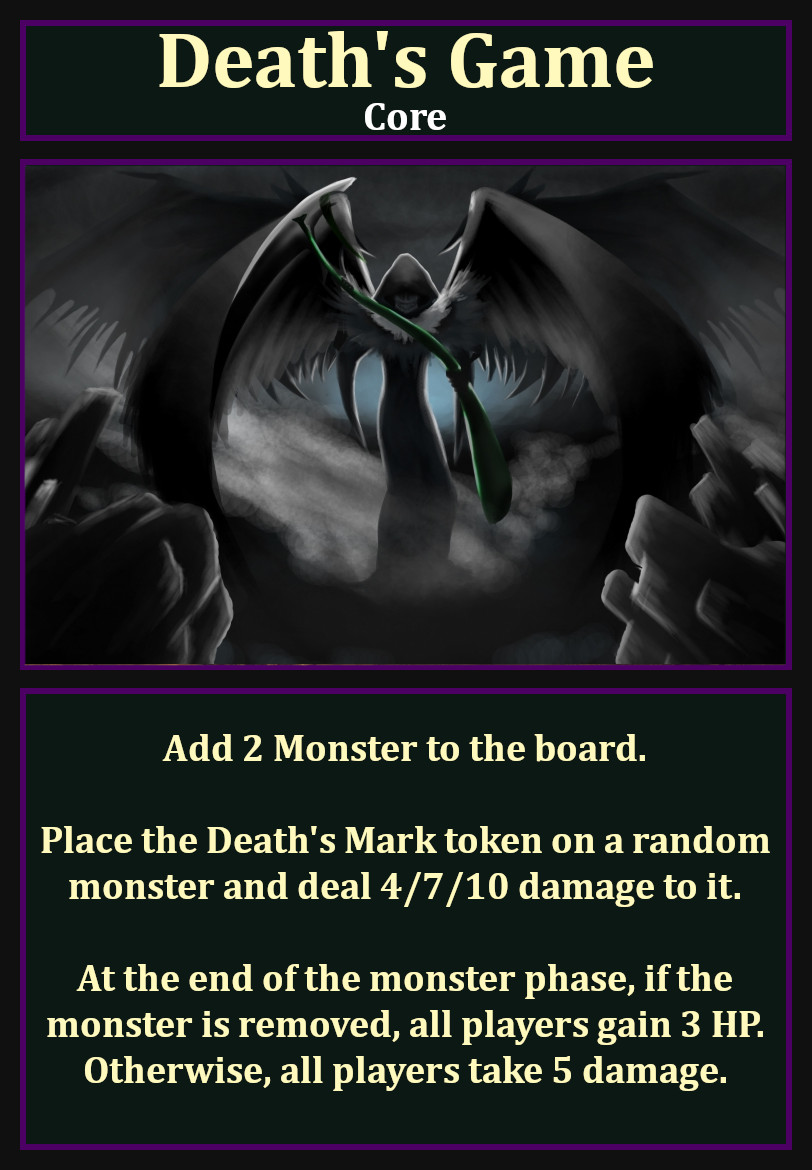 Death's Game
Core
Add 2 Monster to the board.
Place the Death's Mark token on a random
monster and deal 4/7/10 damage to it.
At the end of the monster phase, if the
monster is removed, all players gain 3 HP.
Otherwise, all players take 5 damage.